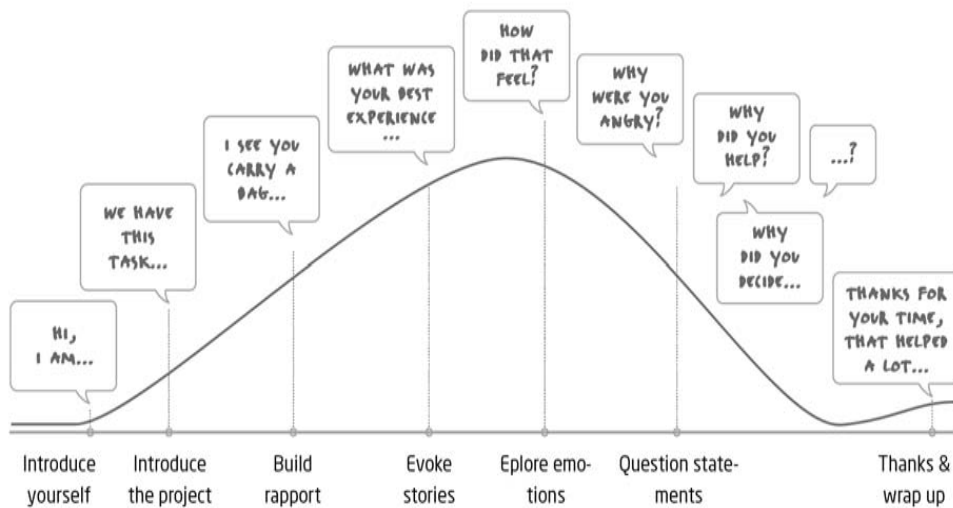 HOW
DID THAT
FEEL?
WHAT WAS
YOUR BEST
EXPERIENCE
...
WHY
WERE YOU
ANGRY?
WHY
DID YOU
HELP?
...?
I SEE YOU
CARRY A
BAG...
WE HAVE
THIS
TASK...
WHY
DID YOU
DECIDE...
THANKS FOR
YOUR TIME,
THAT HELPED
A LOT...
HI,
I AM...
Introduce
yourself
Introduce
the project
Build
rapport
Evoke
stories
Eplore emo-
tions
Question state-
ments
Thanks &
wrap up